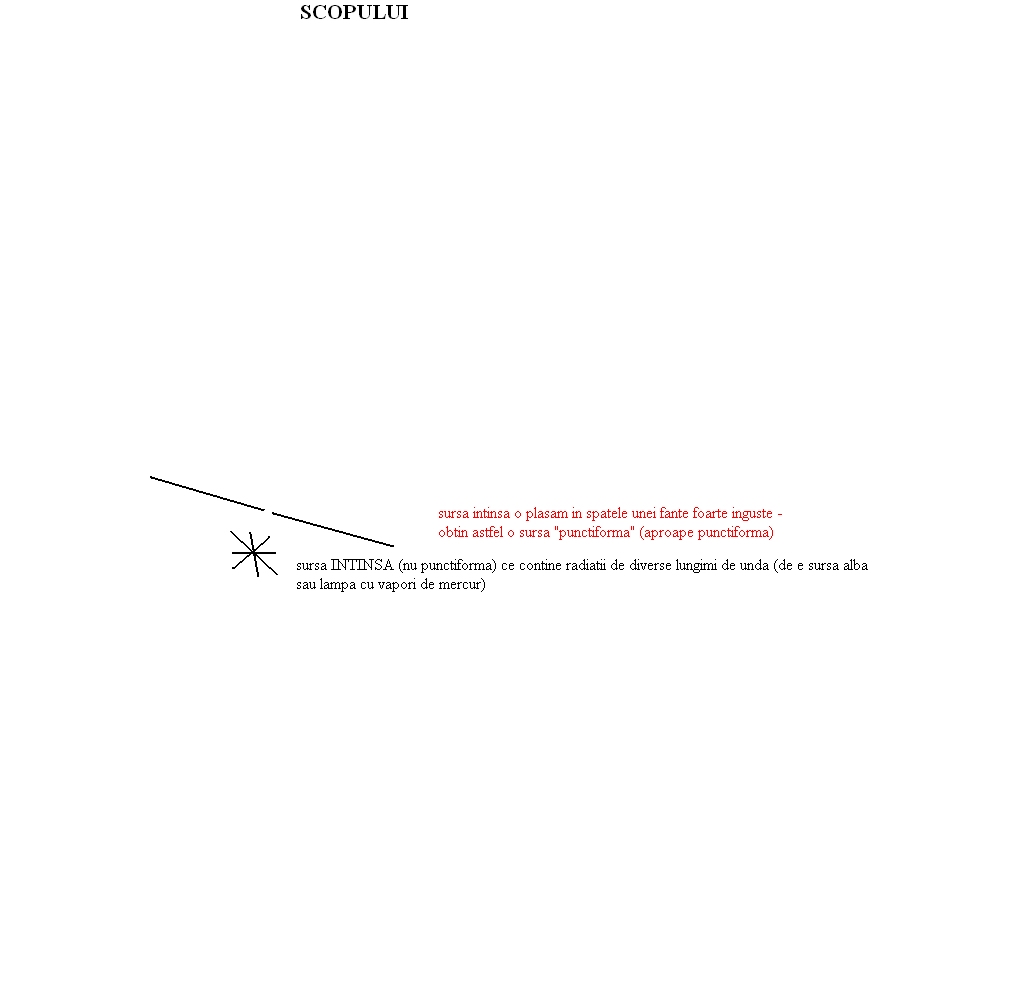 SCOPULUI
sursa intinsa o plasam in spatele unei fante foarte inguste -
obtin astfel o sursa "punctiforma" (aproape punctiforma)
sursa INTINSA (nu punctiforma) ce contine radiatii de diverse lungimi de unda (de e sursa alba
sau lampa cu vapori de mercur)